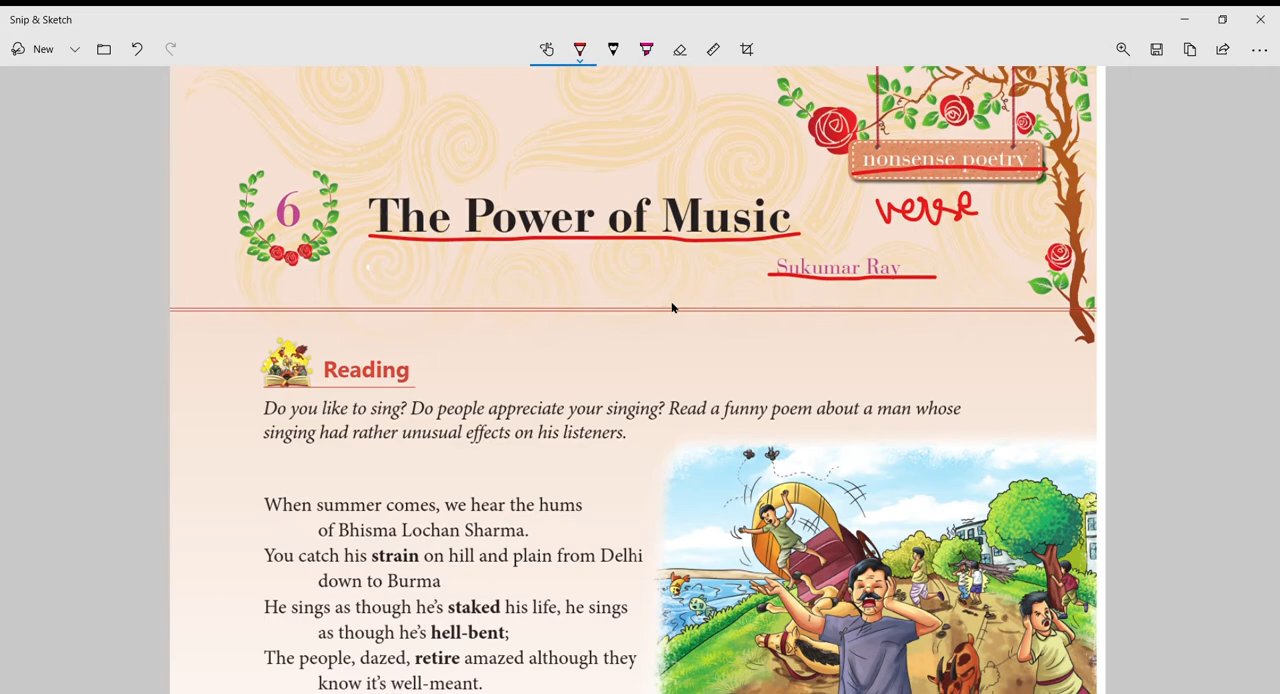 Snip & Sketch
New
nonsense poetry
verse
6
The Power of Music
Sukumar Ray
Reading
Do you like to sing? Do people appreciate your singing? Read a funny poem about a man whose
singing had rather unusual effects on his listeners.
When summer comes, we hear the hums
of Bhisma Lochan Sharma.
You catch his strain on hill and plain from Delhi
down to Burma
He sings as though he's staked his life, he sings
as though he's hell-bent;
The people, dazed, retire amazed although they
know it's well-meant.